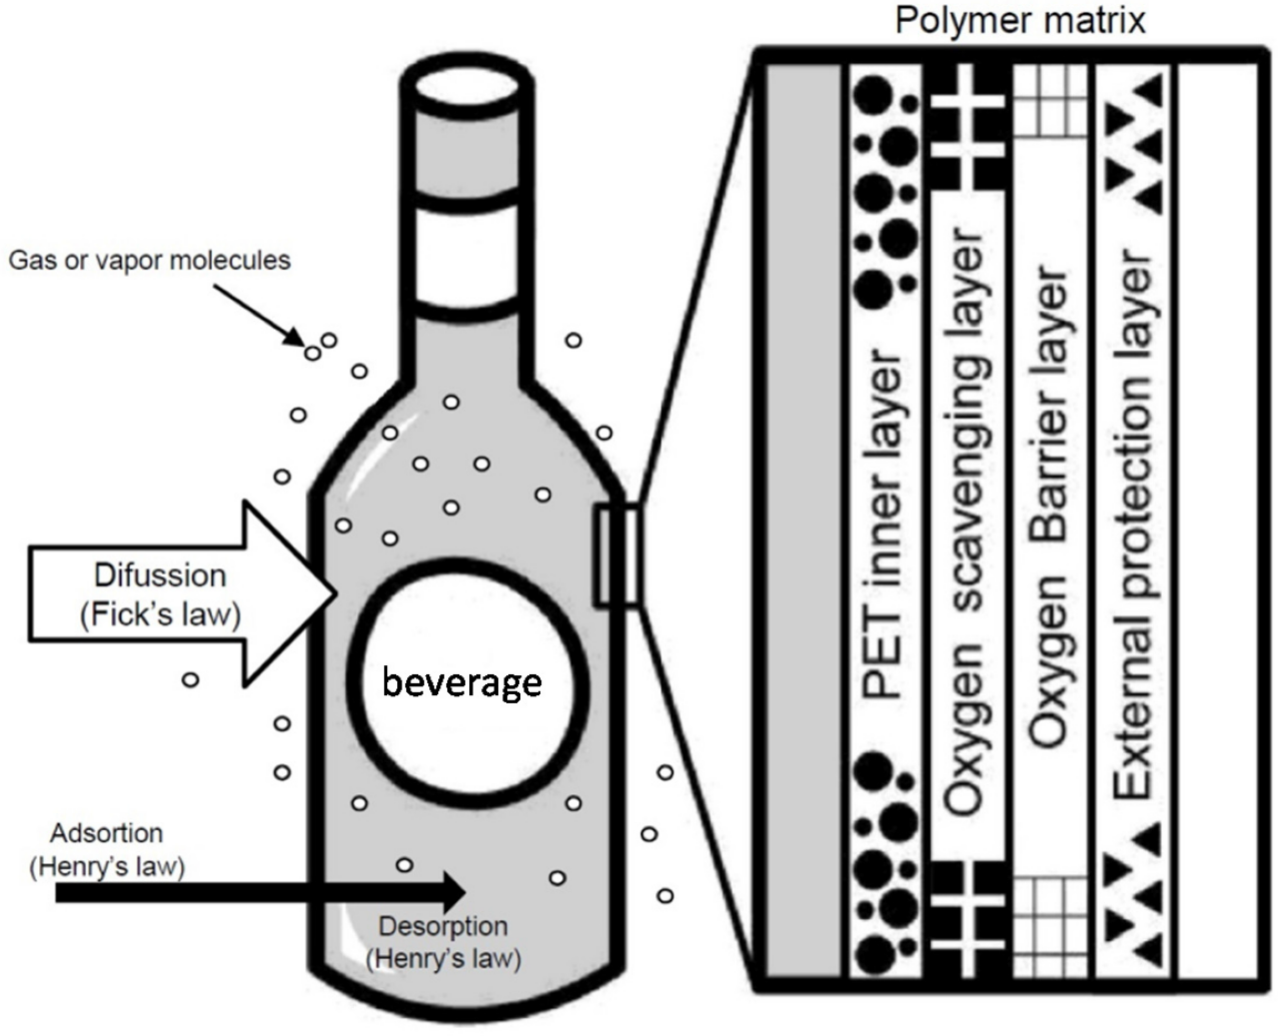 Polymer matrix
Gas or vapor molecules
Difussion
(Fick's law)
beverage
Adsortion
(Henry's law)
Desorption
(Henry's law)
PET inner layer
Oxygen scavenging layer
Oxygen Barrier layer
External protection layer